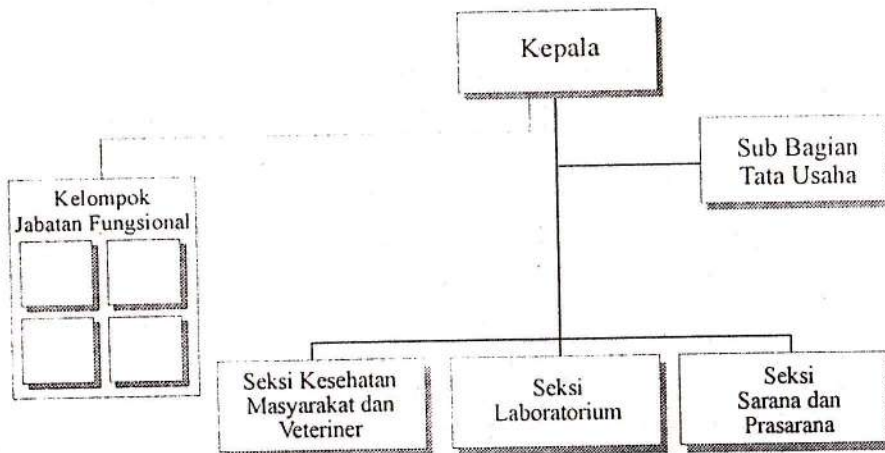 Kepala
Sub Bagian
Tata Usaha
Kelompok
Jabatan Fungsional
Seksi Kesehatan
Masyarakat dan
Veteriner
Seksi
Laboratorium
Seksi
Sarana dan
Prasarana